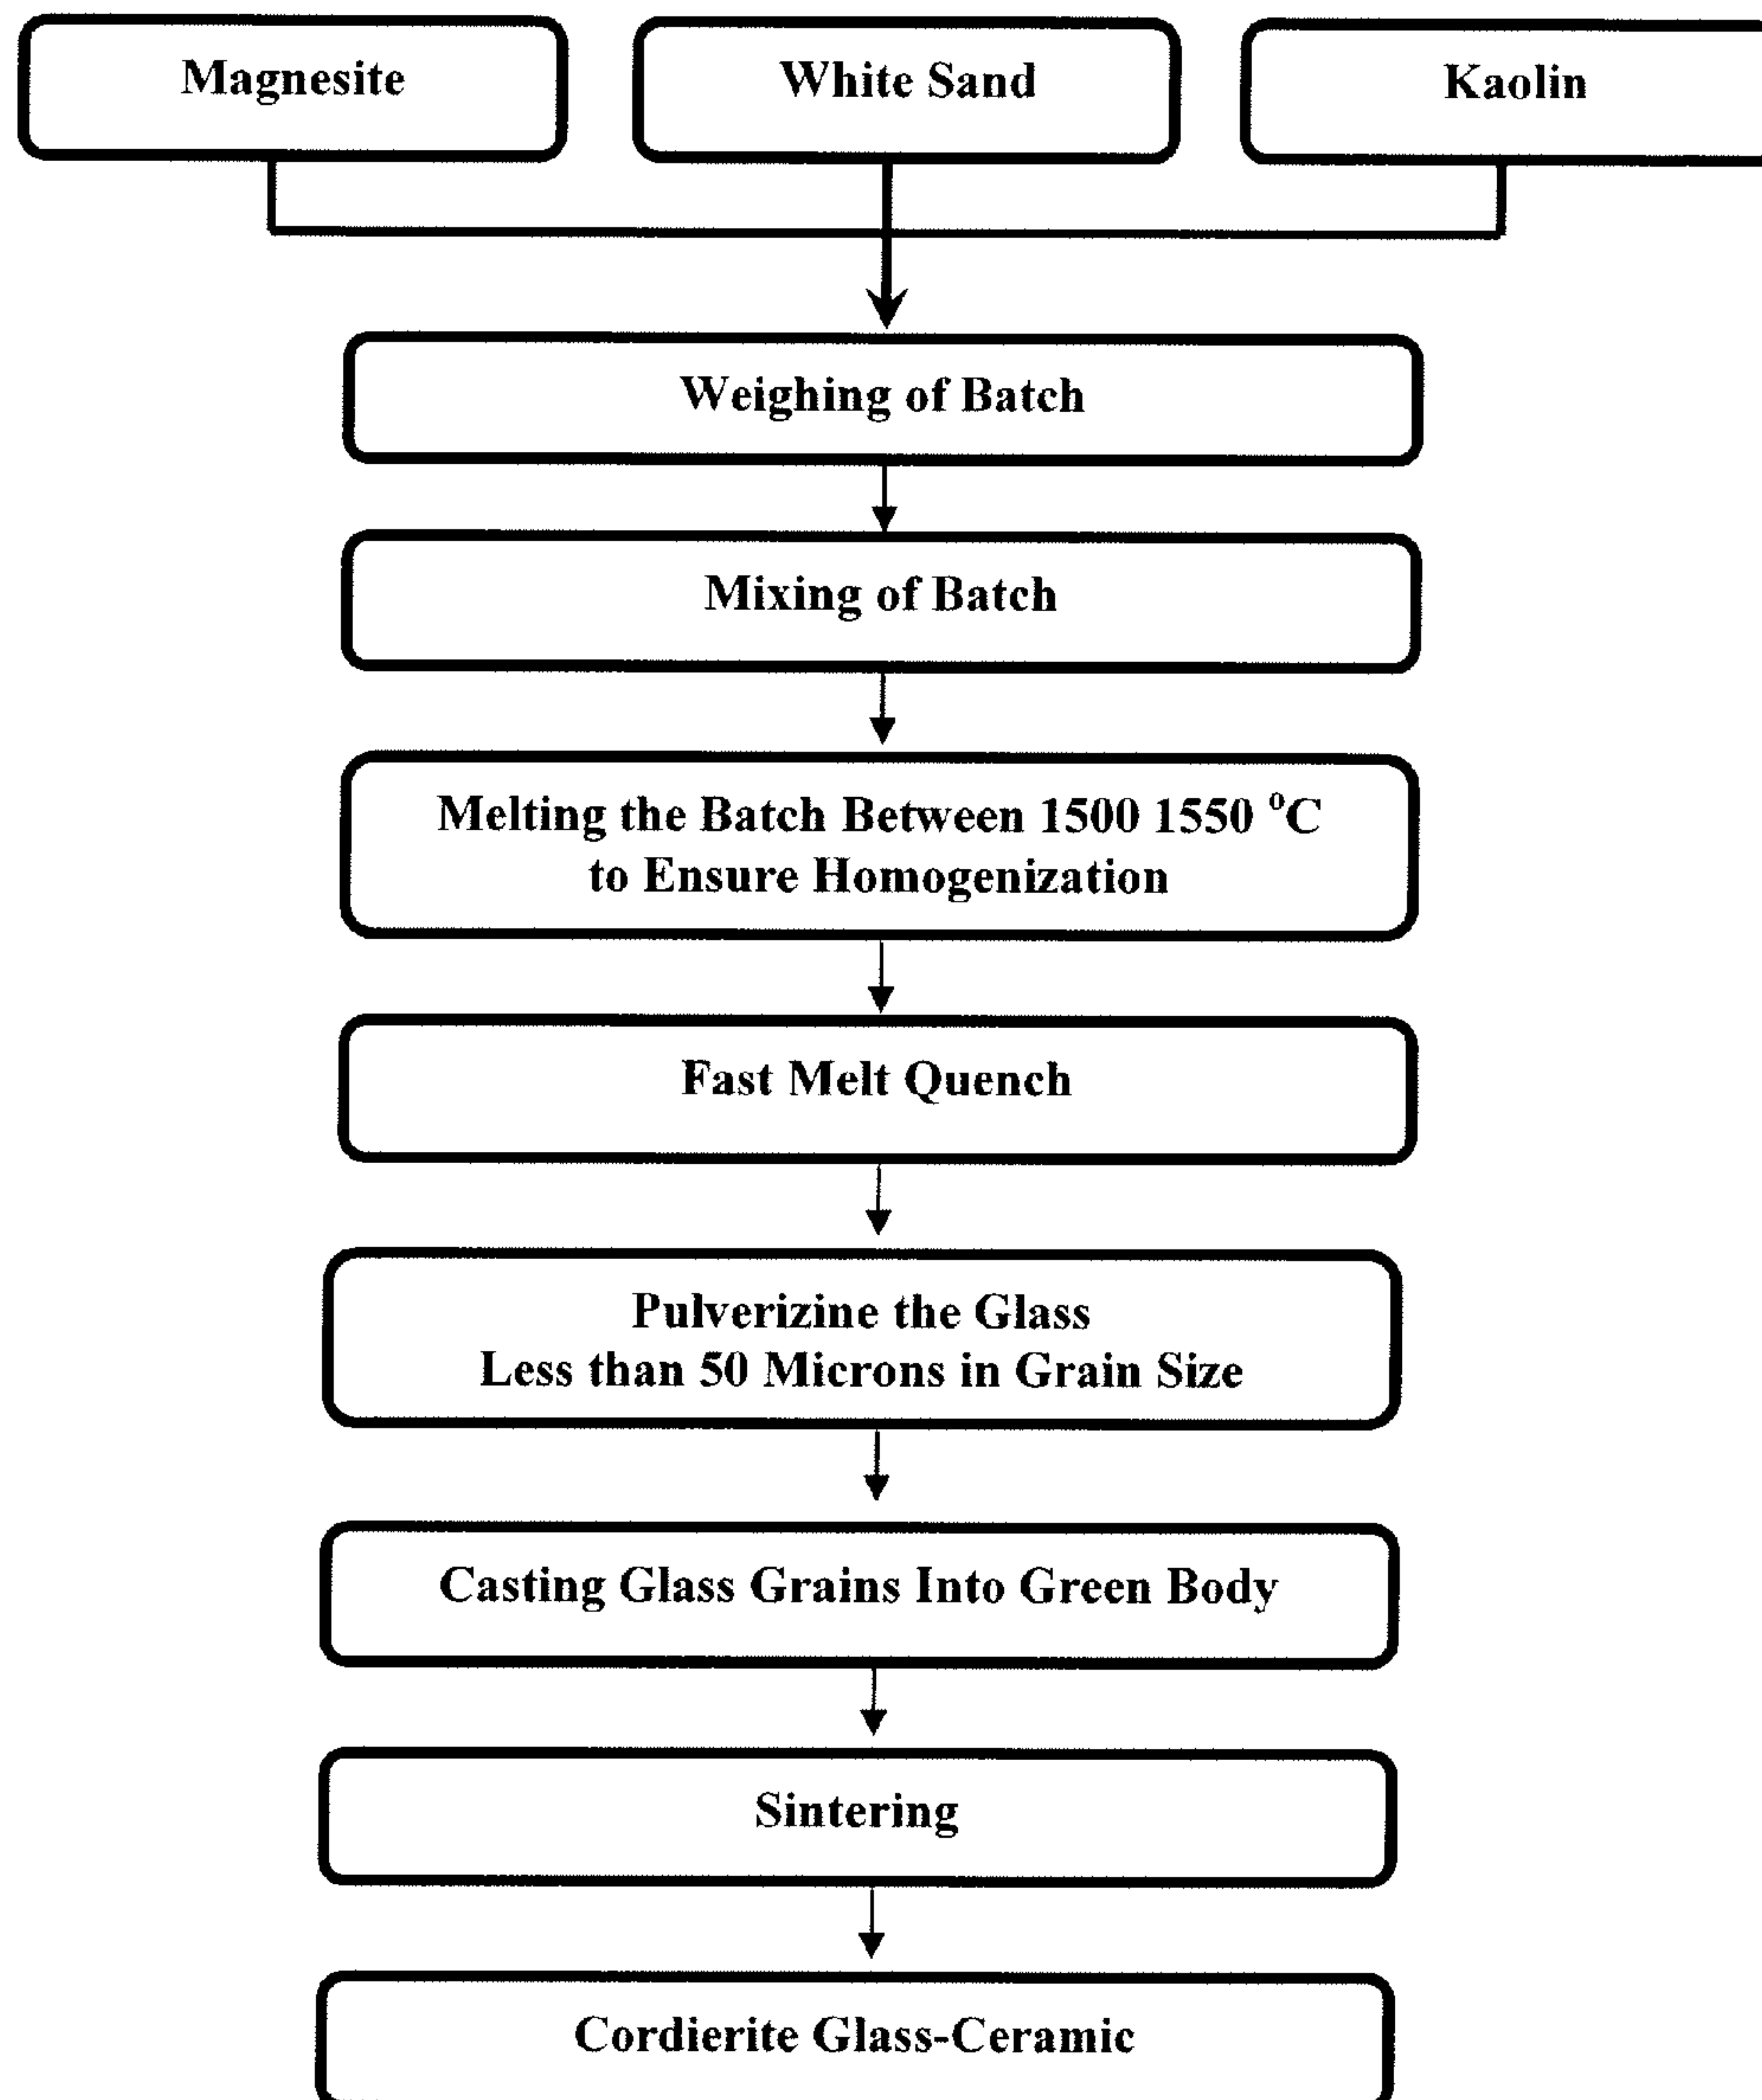 Magnesite
White Sand
Kaolin
Weighing of Batch
Mixing of Batch
Melting the Batch Between 1500 1550 ºC
to Ensure Homogenization
Fast Melt Quench
Pulverizine the Glass
Less than 50 Microns in Grain Size
Casting Glass Grains Into Green Body
Sintering
Cordierite Glass-Ceramic